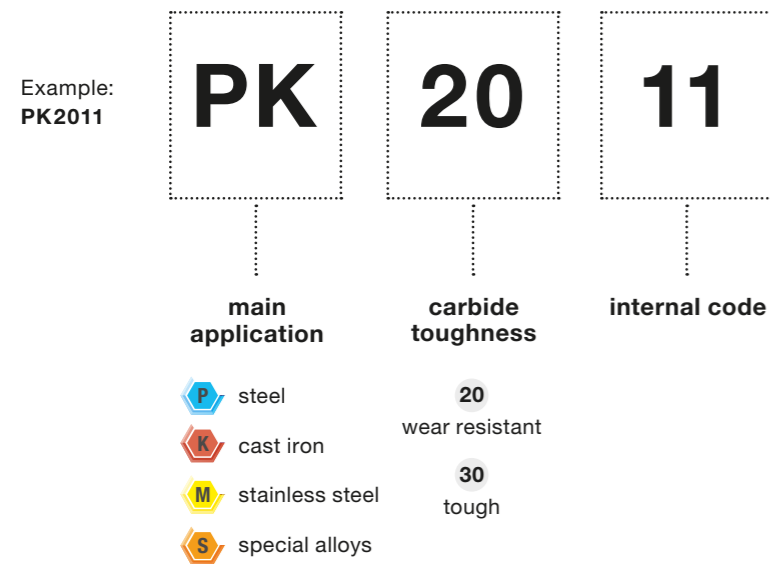 Example:
PK2011
PK
20
11
main
application
carbide
toughness
internal code
P steel
K cast iron
M stainless steel
S special alloys
20
wear resistant
30
tough